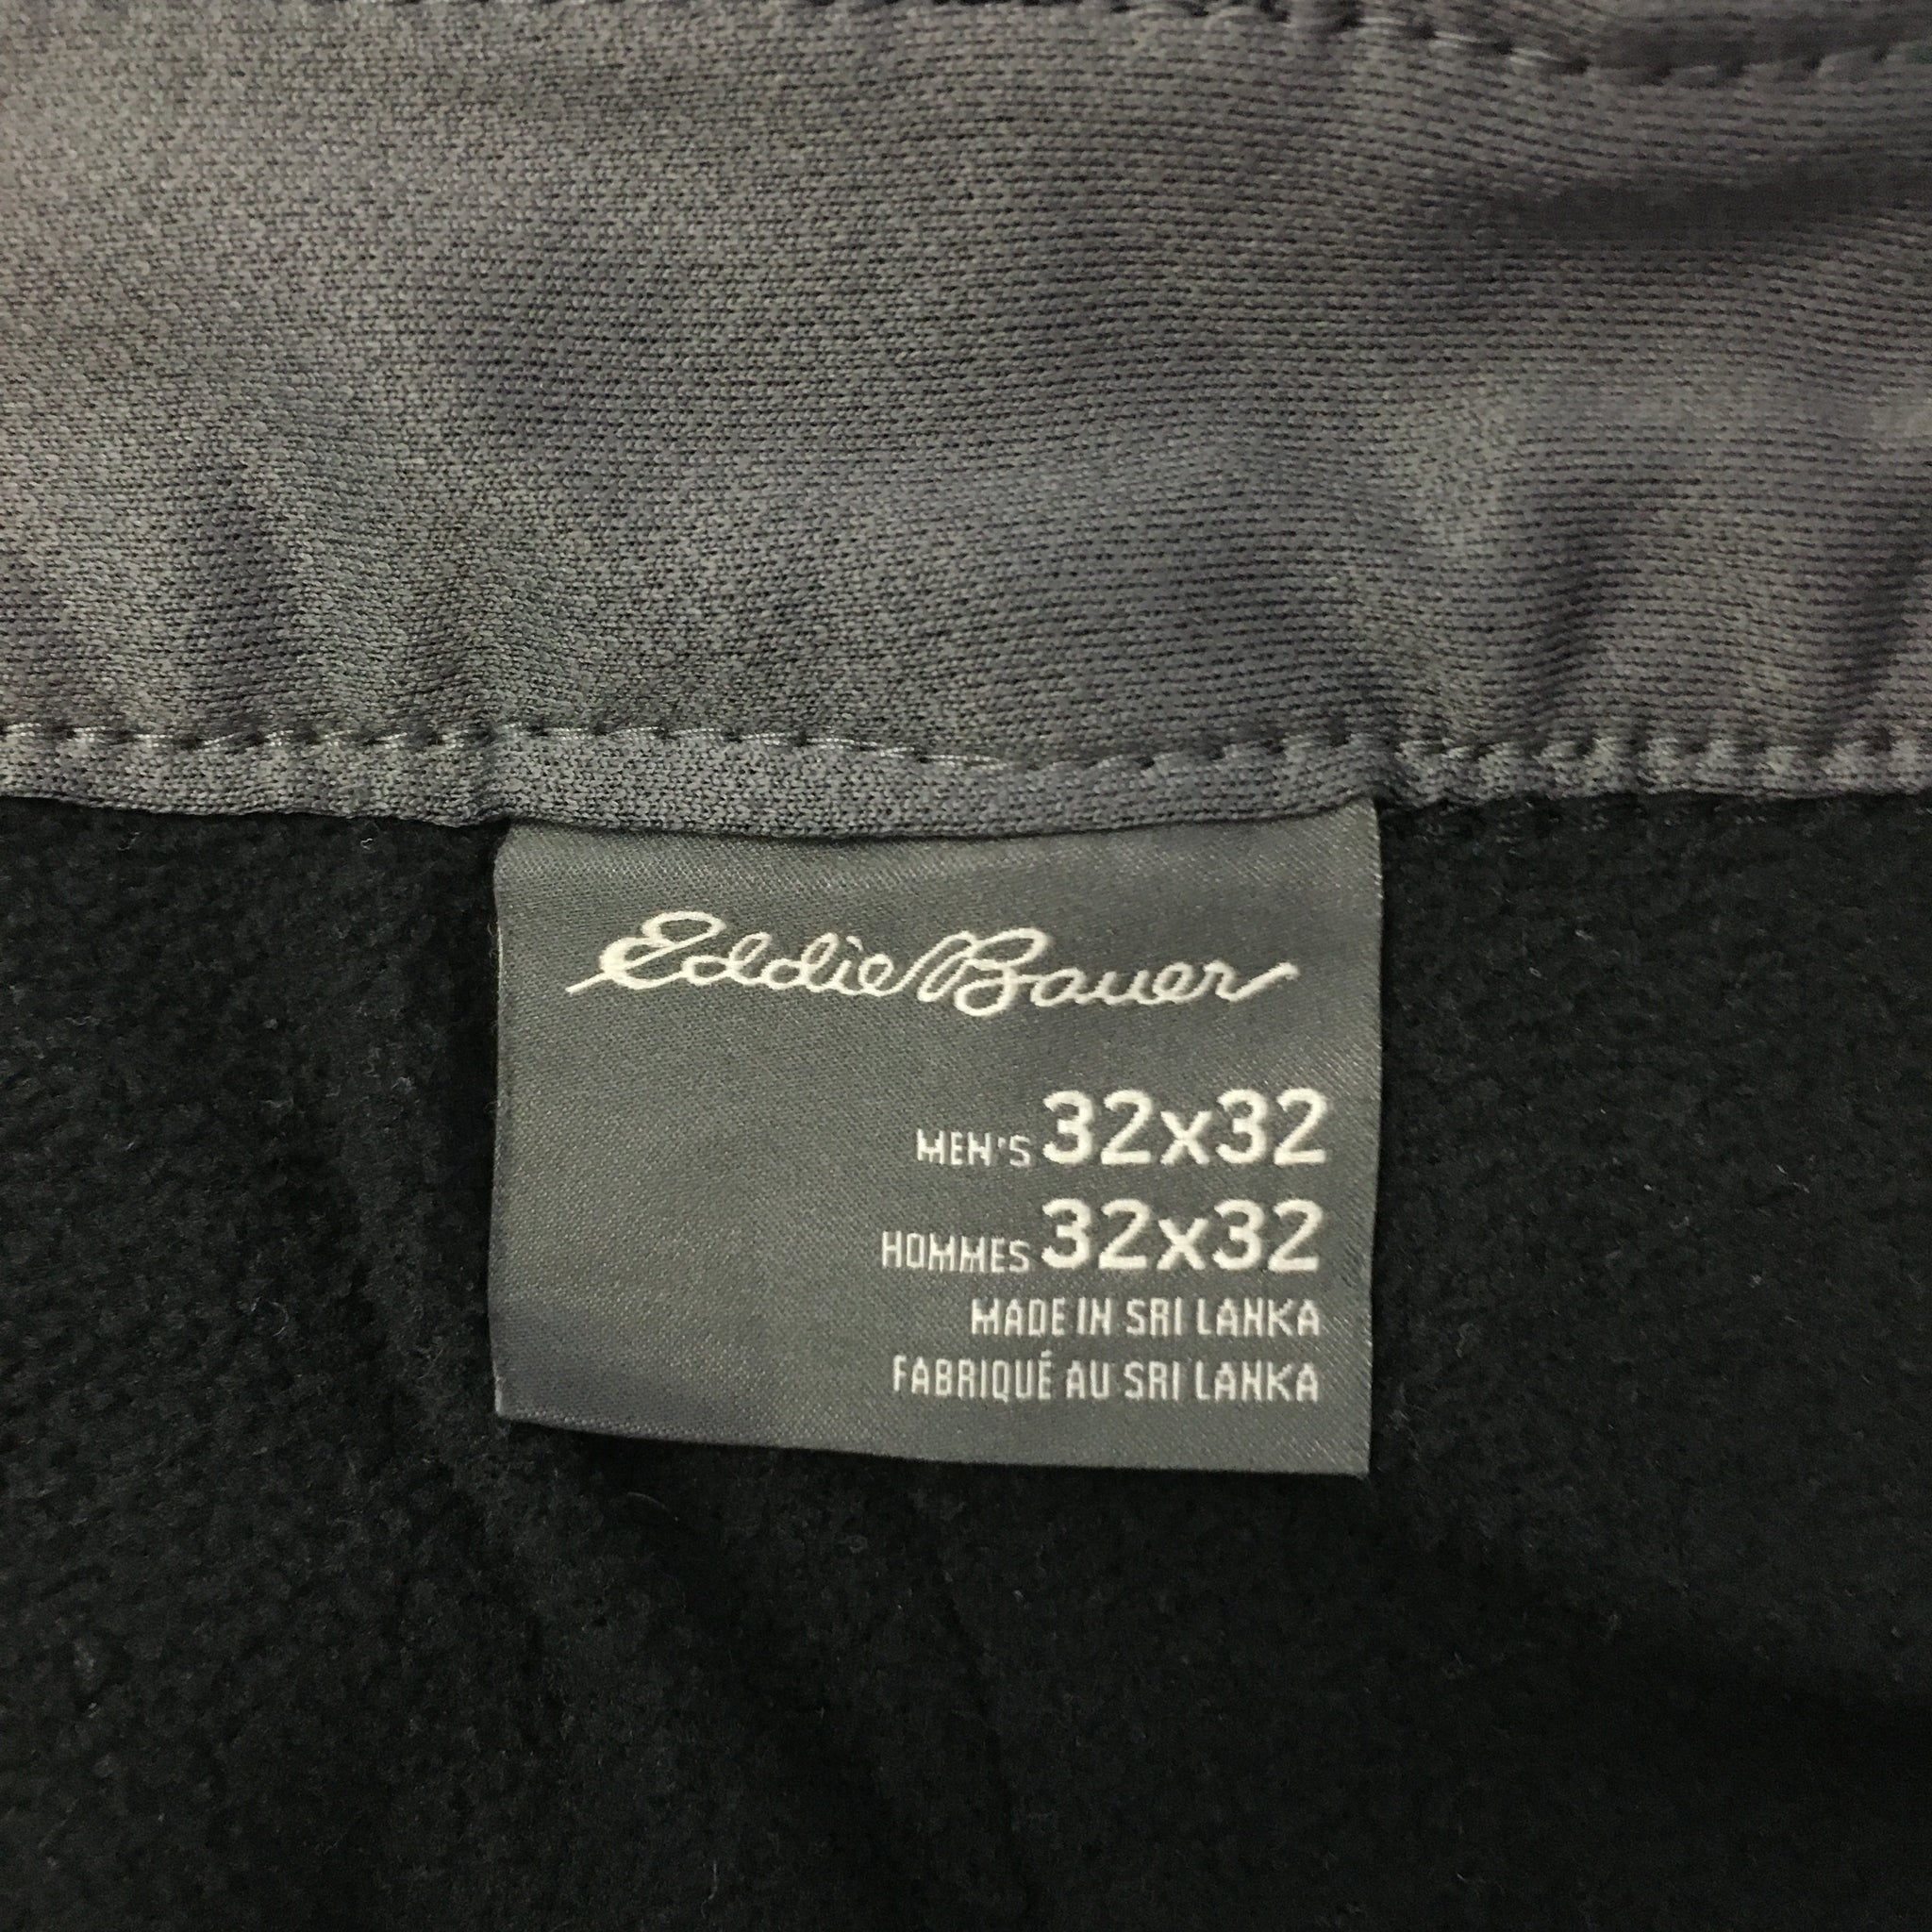 Eddie Bauer
MEN'S 32x32
HOMMES 32x32
MADE IN SRI LANKA
FABRIQUÉ AU SRI LANKA